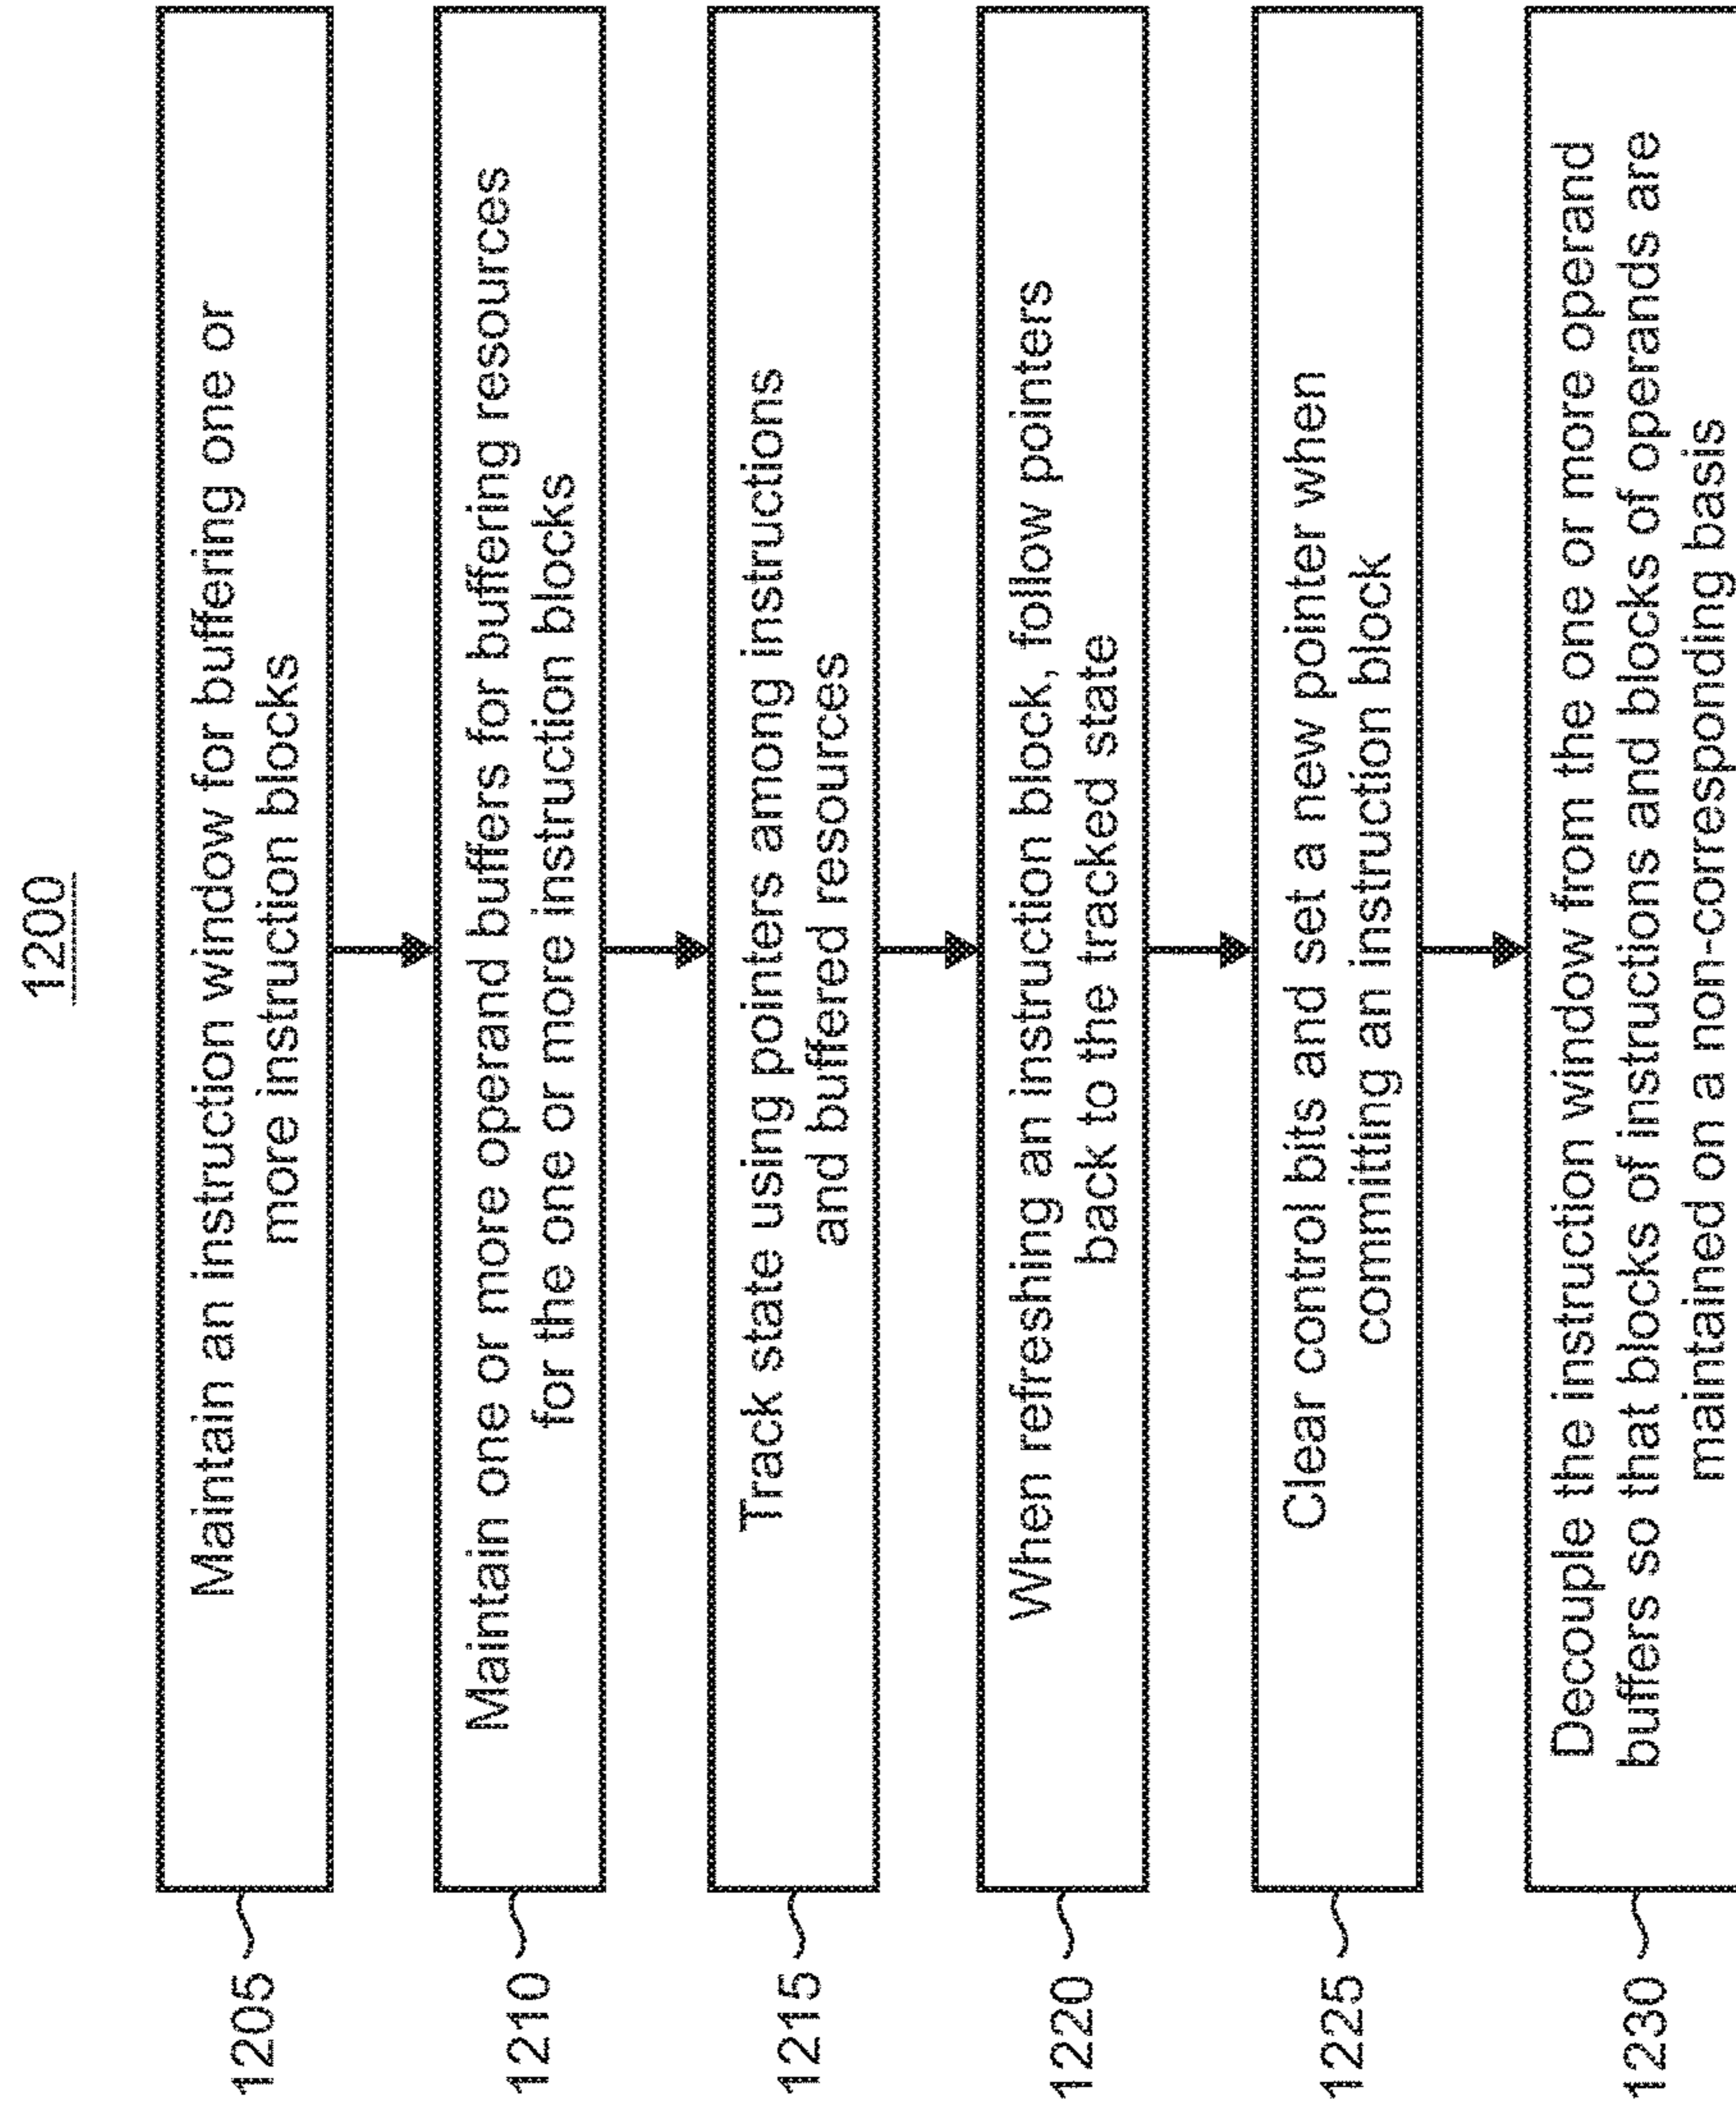 1200
1205
Maintain an instruction window for buffering one or
more instruction blocks
1210
Maintain one or more operand buffers for buffering resources
for the one or more instruction blocks
1215
Track state using pointers among instructions
and buffered resources
1220
When refreshing an instruction block, follow pointers
back to the tracked state
1225
Clear control bits and set a new pointer when
committing an instruction block
1230
Decouple the instruction window from the one or more operand
buffers so that blocks of instructions and blocks of operands are
maintained on a non-corresponding basis